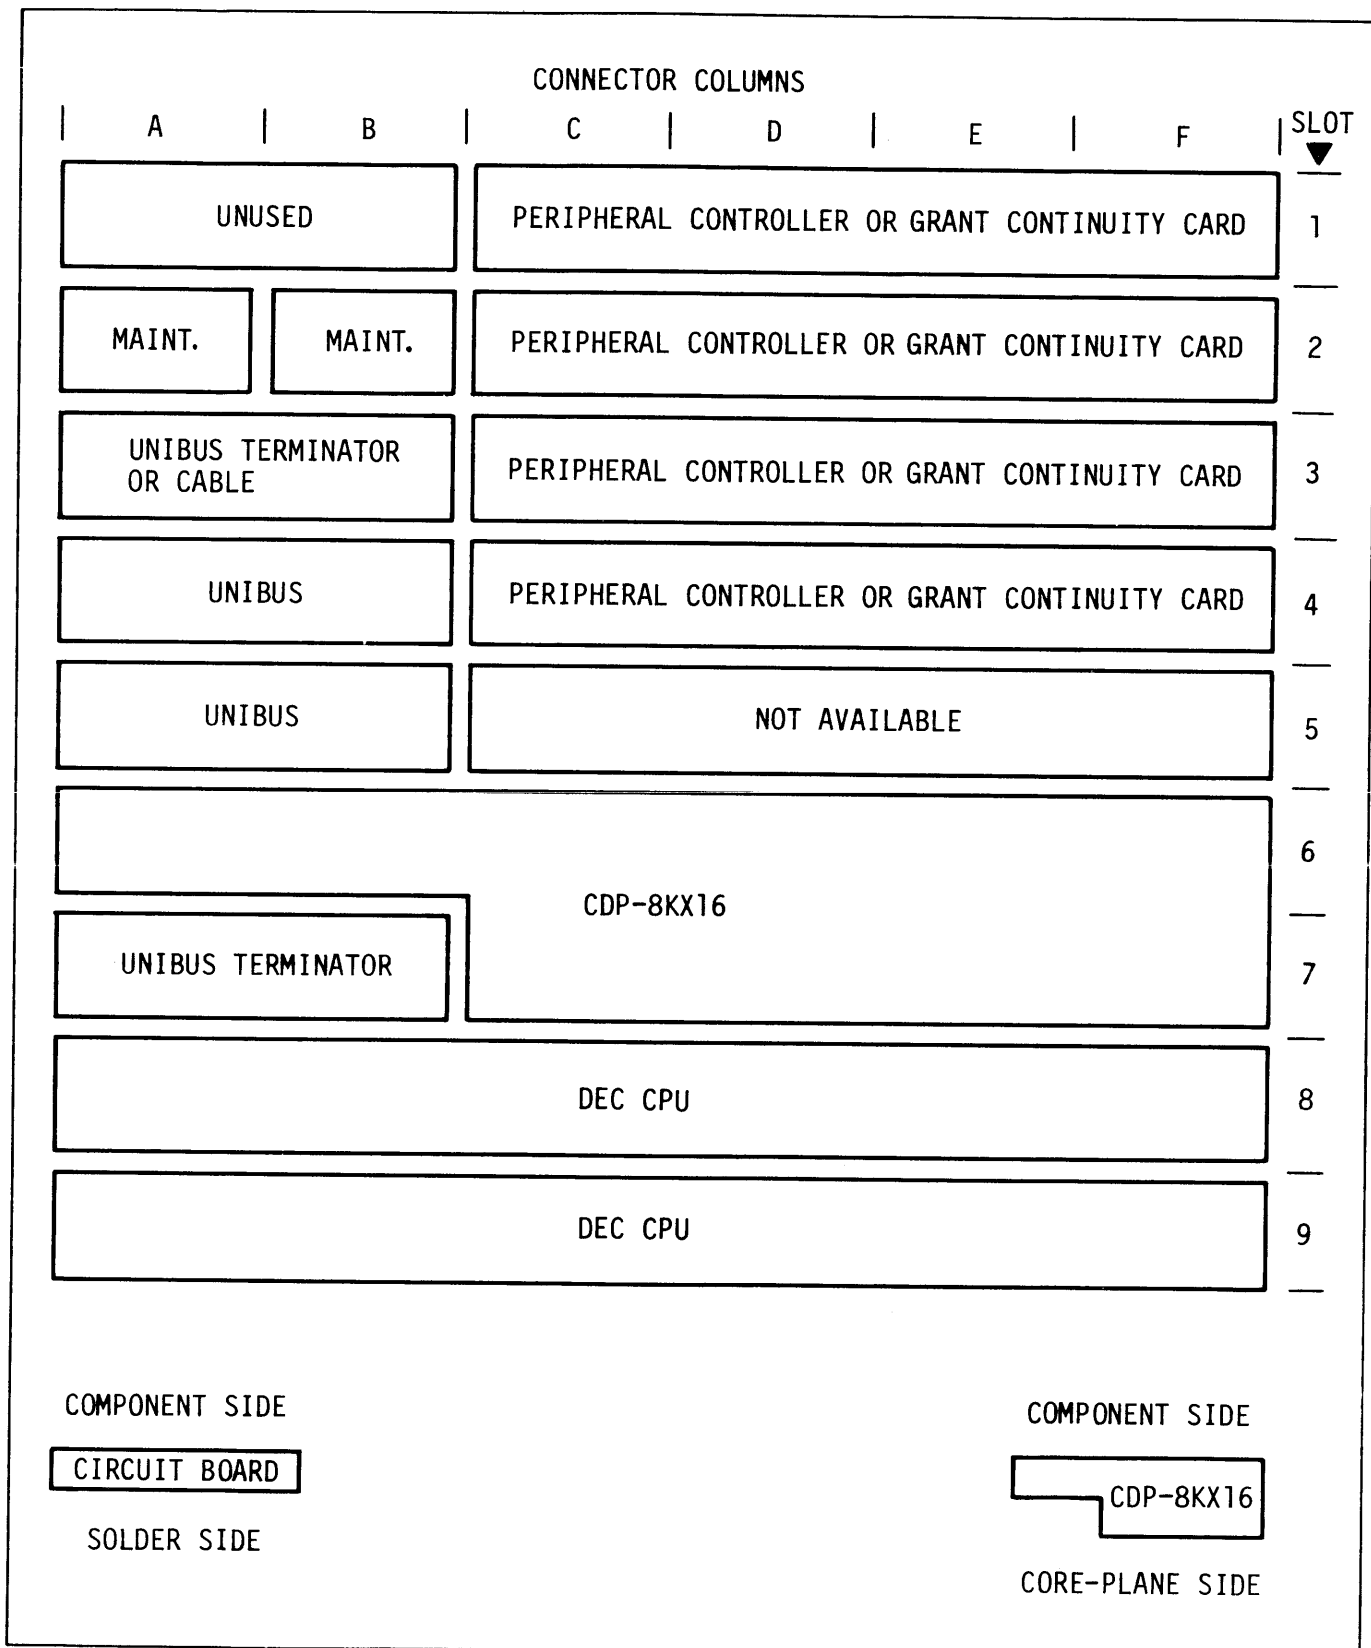 CONNECTOR COLUMNS
A B C D E F SLOT
UNUSED PERIPHERAL CONTROLLER OR GRANT CONTINUITY CARD 1
MAINT. MAINT. PERIPHERAL CONTROLLER OR GRANT CONTINUITY CARD 2
UNIBUS TERMINATOR
OR CABLE
PERIPHERAL CONTROLLER OR GRANT CONTINUITY CARD 3
UNIBUS PERIPHERAL CONTROLLER OR GRANT CONTINUITY CARD 4
UNIBUS NOT AVAILABLE 5
6
CDP-8KX16
UNIBUS TERMINATOR 7
DEC CPU 8
DEC CPU 9
COMPONENT SIDE
CIRCUIT BOARD
SOLDER SIDE
COMPONENT SIDE
CDP-8KX16
CORE-PLANE SIDE